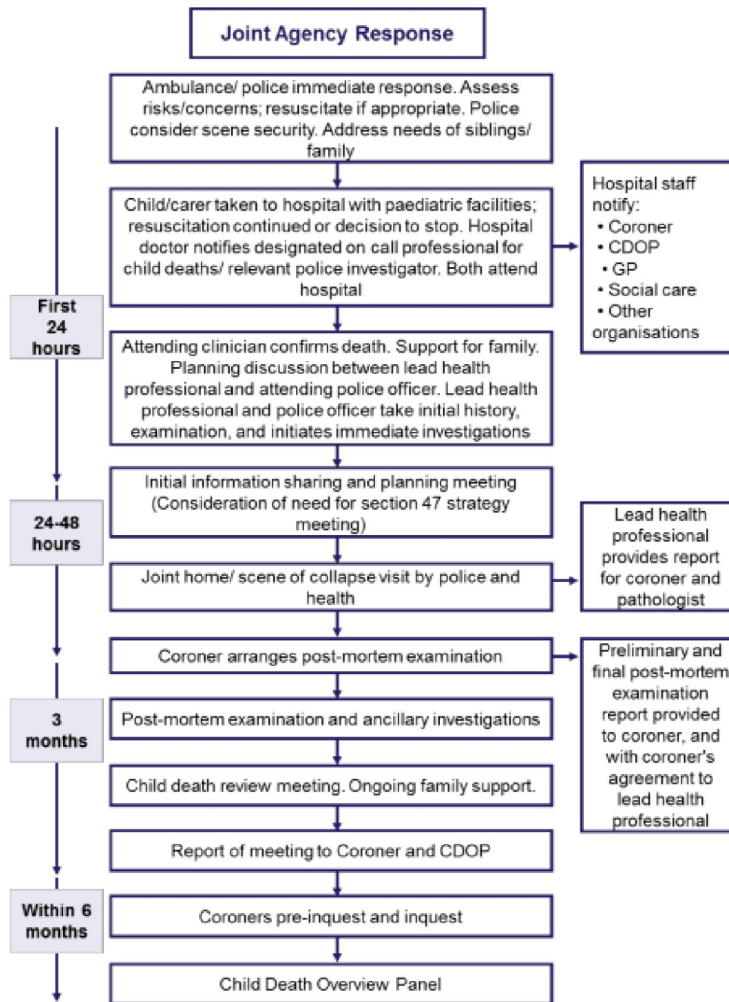 Joint Agency Response
Ambulance/ police immediate response. Assess
risks/concerns; resuscitate if appropriate. Police
consider scene security. Address needs of siblings/
family
Child/carer taken to hospital with paediatric facilities;
resuscitation continued or decision to stop. Hospital
doctor notifies designated on call professional for
child deaths/ relevant police investigator. Both attend
hospital
Hospital staff
notify:
• Coroner
• CDOP
• GP
• Social care
• Other
organisations
First
24
hours
Attending clinician confirms death. Support for family.
Planning discussion between lead health
professional and attending police officer. Lead health
professional and police officer take initial history,
examination, and initiates immediate investigations
Initial information sharing and planning meeting
(Consideration of need for section 47 strategy
meeting)
24-48
hours
Joint home/ scene of collapse visit by police and
health
Lead health
professional
provides report
for coroner and
pathologist
Coroner arranges post-mortem examination
Preliminary and
final post-mortem
examination
report provided
to coroner, and
with coroner's
agreement to
lead health
professional
3
months
Post-mortem examination and ancillary investigations
Child death review meeting. Ongoing family support.
Report of meeting to Coroner and CDOP
Within 6
months
Coroners pre-inquest and inquest
Child Death Overview Panel